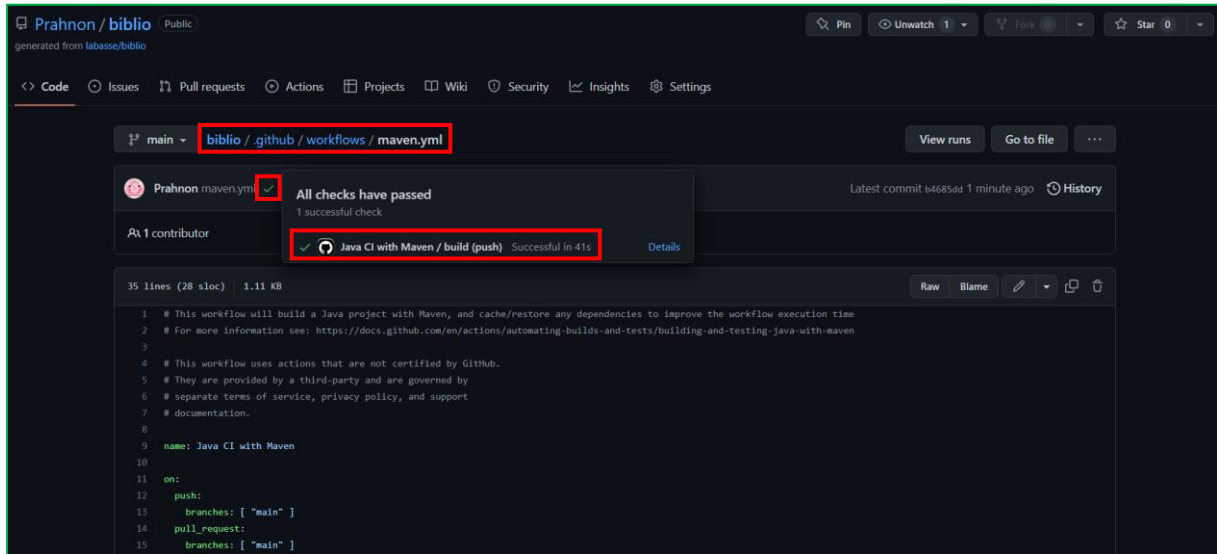 Prahnon / biblio Public
Pin Unwatch 1 Fork 0 Star 0
generated from labasse/biblio
<> Code Issues Pull requests Actions Projects Wiki Security Insights Settings
main biblio / .github / workflows / maven.yml View runs Go to file ...
Prahnon maven.yml Latest commit b4685dd 1 minute ago History
All checks have passed
1 successful check
1 contributor
Java CI with Maven / build (push) Successful in 41s Details
35 lines (28 sloc) 1.11 KB Raw Blame
1 # This workflow will build a Java project with Maven, and cache/restore any dependencies to improve the workflow execution time
2 # For more information see: https://docs.github.com/en/actions/automating-builds-and-tests/building-and-testing-java-with-maven
3
4 # This workflow uses actions that are not certified by GitHub.
5 # They are provided by a third-party and are governed by
6 # separate terms of service, privacy policy, and support
7 # documentation.
8
9 name: Java CI with Maven
10
11 on:
12 push:
13 branches: [ "main" ]
14 pull_request:
15 branches: [ "main" ]